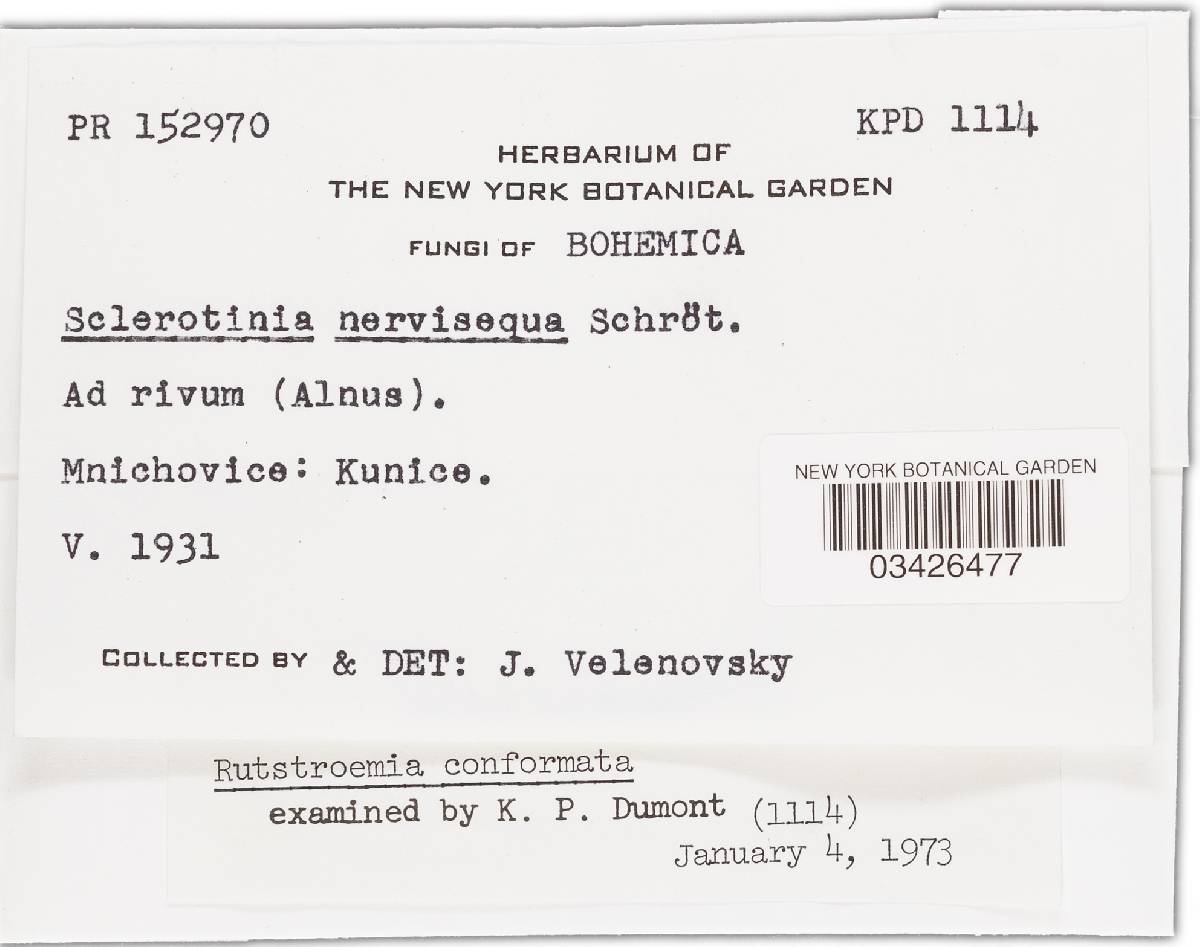 PR 152970
KPD 1114
HERBARIUM OF
THE NEW YORK BOTANICAL GARDEN
FUNGI OF BOHEMICA
Sclerotinia nervisequa Schröt.
Ad rivum (Alnus).
Mnichovice: Kunice.
V. 1931
NEW YORK BOTANICAL GARDEN
03426477
COLLECTED BY & DET: J. Velenovsky
Rutstroemia conformata
examined by K. P. Dumont (1114)
January 4, 1973